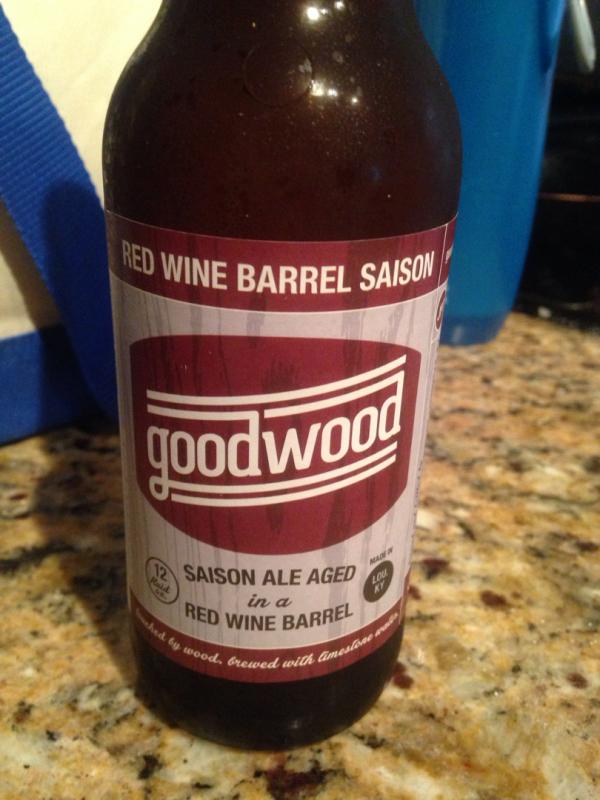 RED WINE BARREL SAISON
goodwood
12
fluid
oz.
SAISON ALE AGED
in a
RED WINE BARREL
MADE IN
LOU.
KY
by wood, brewed with limestone water